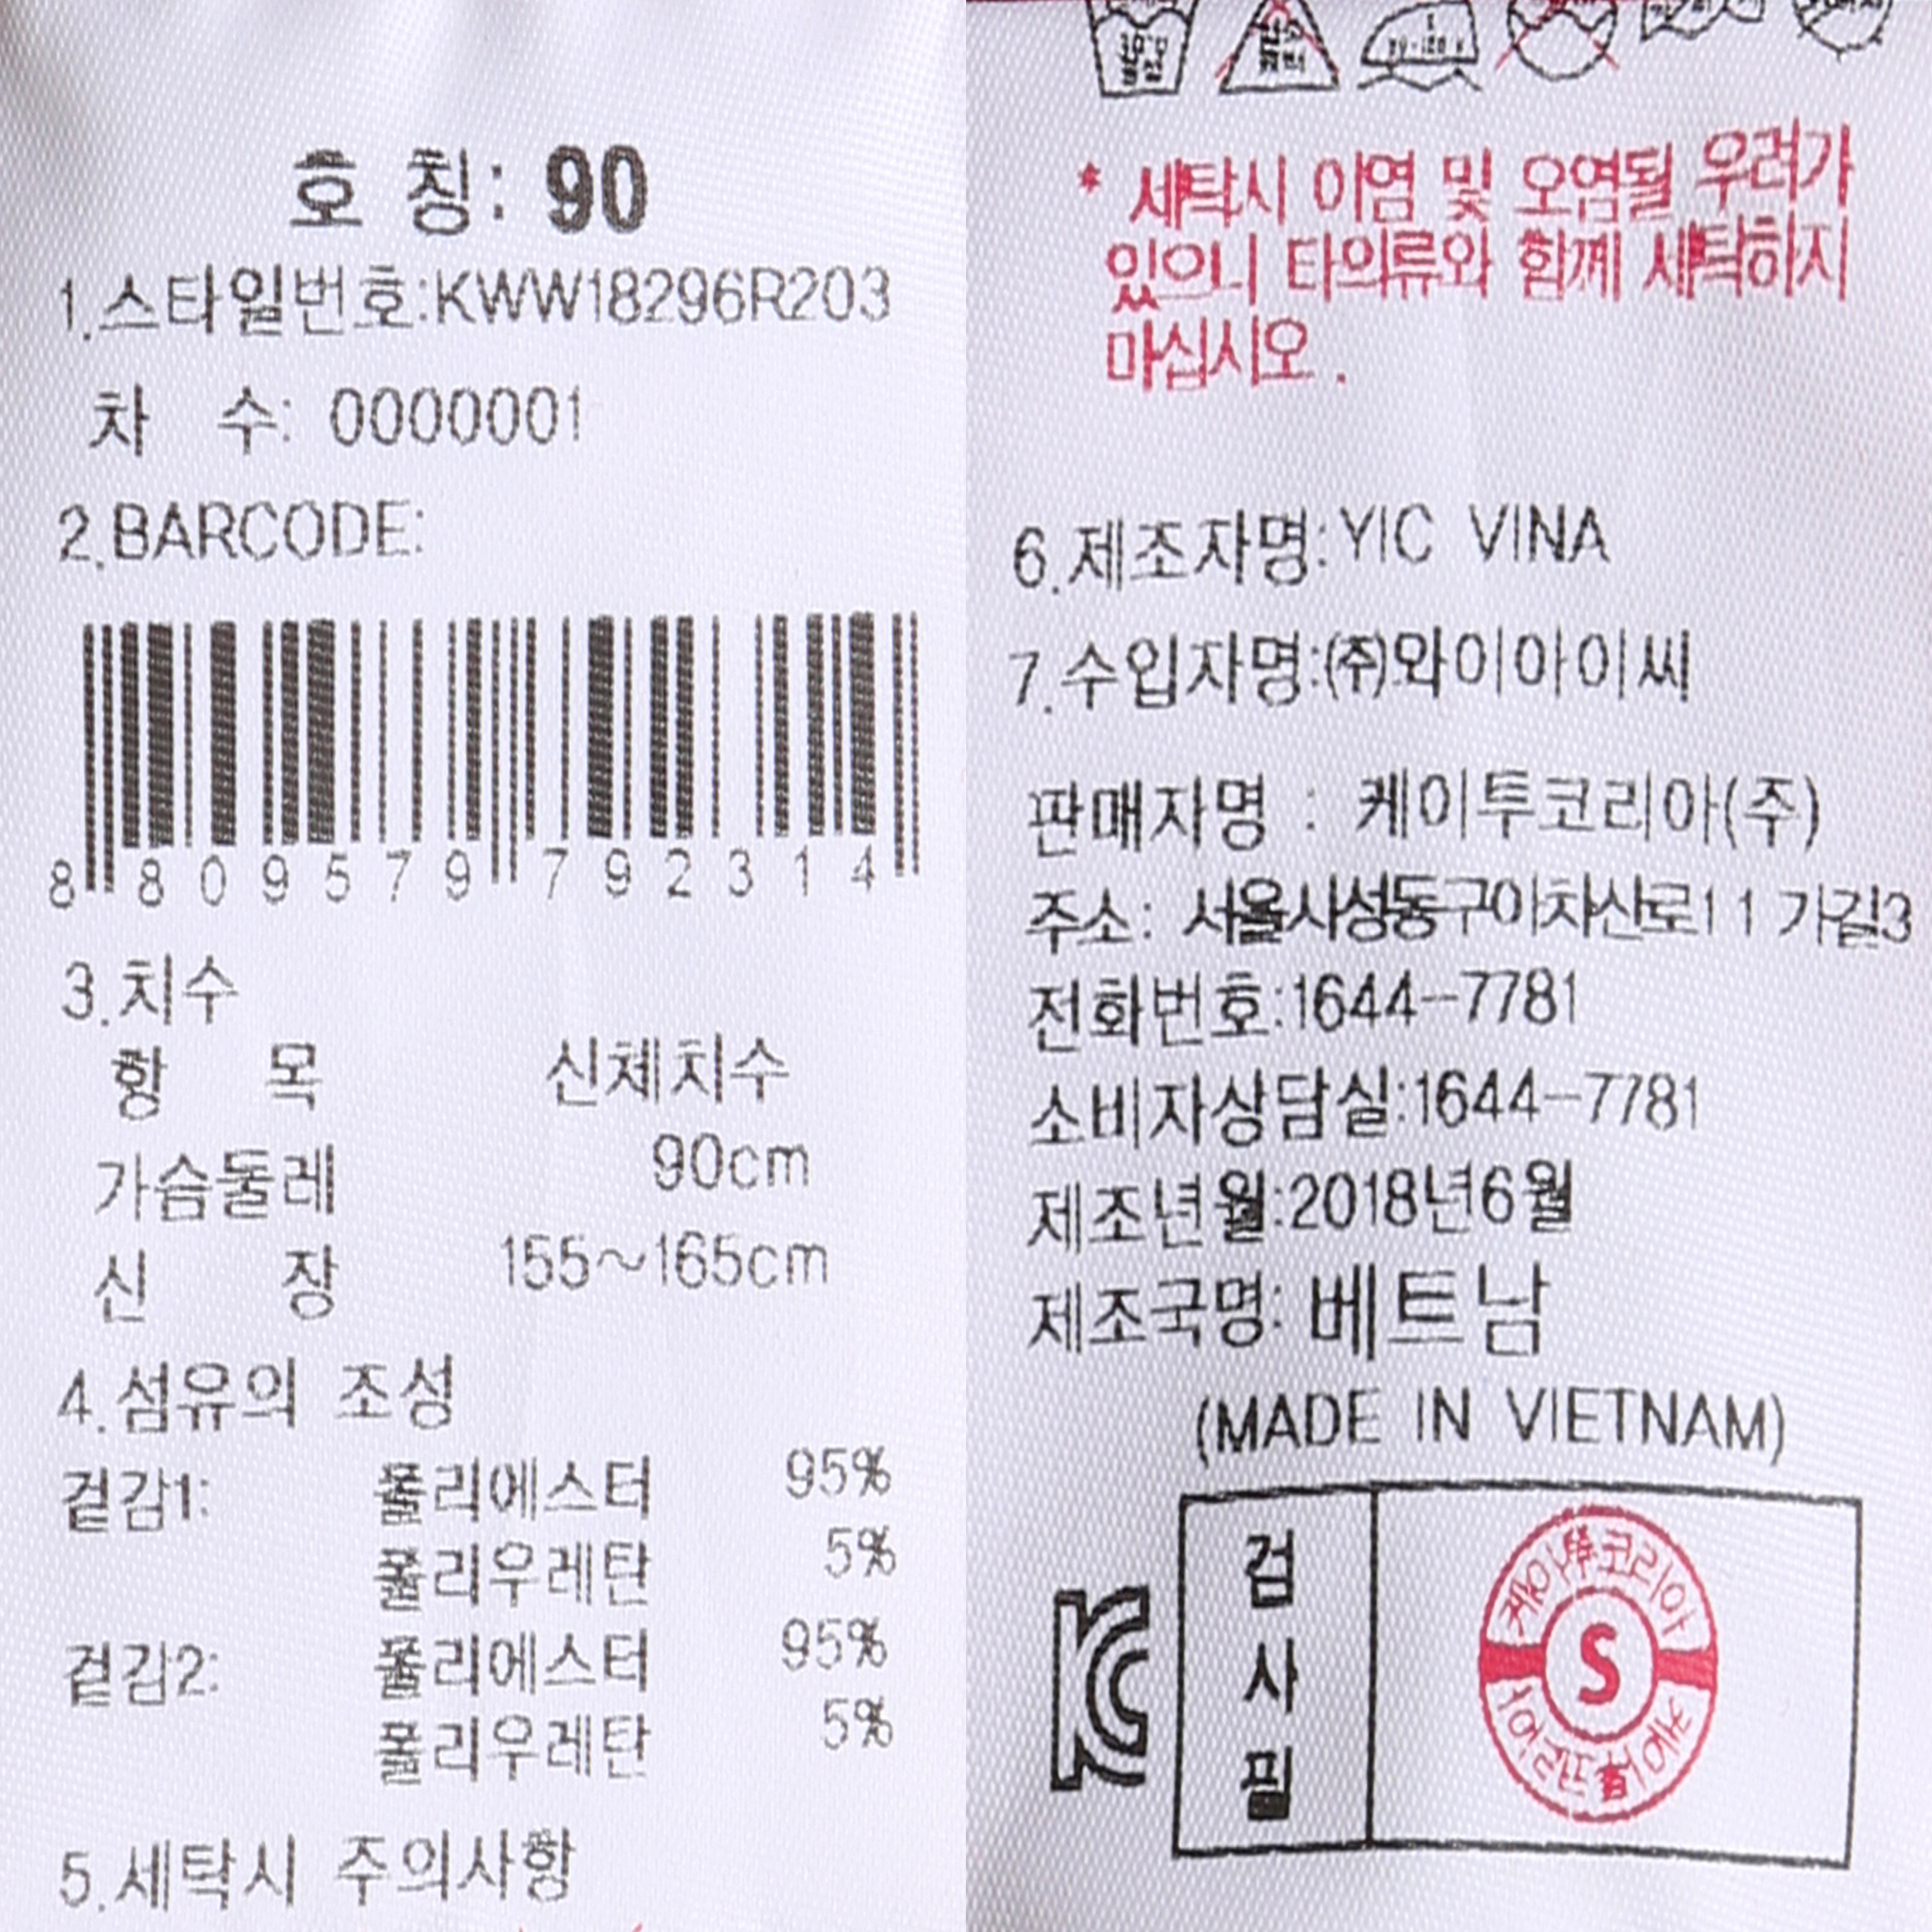 호 칭: 90
1.스타일번호:KWW18296R203
차 수: 0000001
2.BARCODE:
8 809579 792314
3.치수
항 목 신체치수
가슴둘레 90cm
신 장 155~165cm
4.섬유의 조성
겉감1: 폴리에스터 95%
폴리우레탄 5%
겉감2: 폴리에스터 95%
폴리우레탄 5%
5.세탁시 주의사항
* 세탁시 이염 및 오염될 우려가
있으니 타의류와 함께 세탁하지
마십시오.
6.제조자명:YIC VINA
7.수입자명:(주)와이아이씨
판매자명 : 케이투코리아(주)
주소: 서울시성동구아차산로11가길3
전화번호:1644-7781
소비자상담실:1644-7781
제조년월:2018년6월
제조국명: 베트남
(MADE IN VIETNAM)
검사필
케이투코리아
S